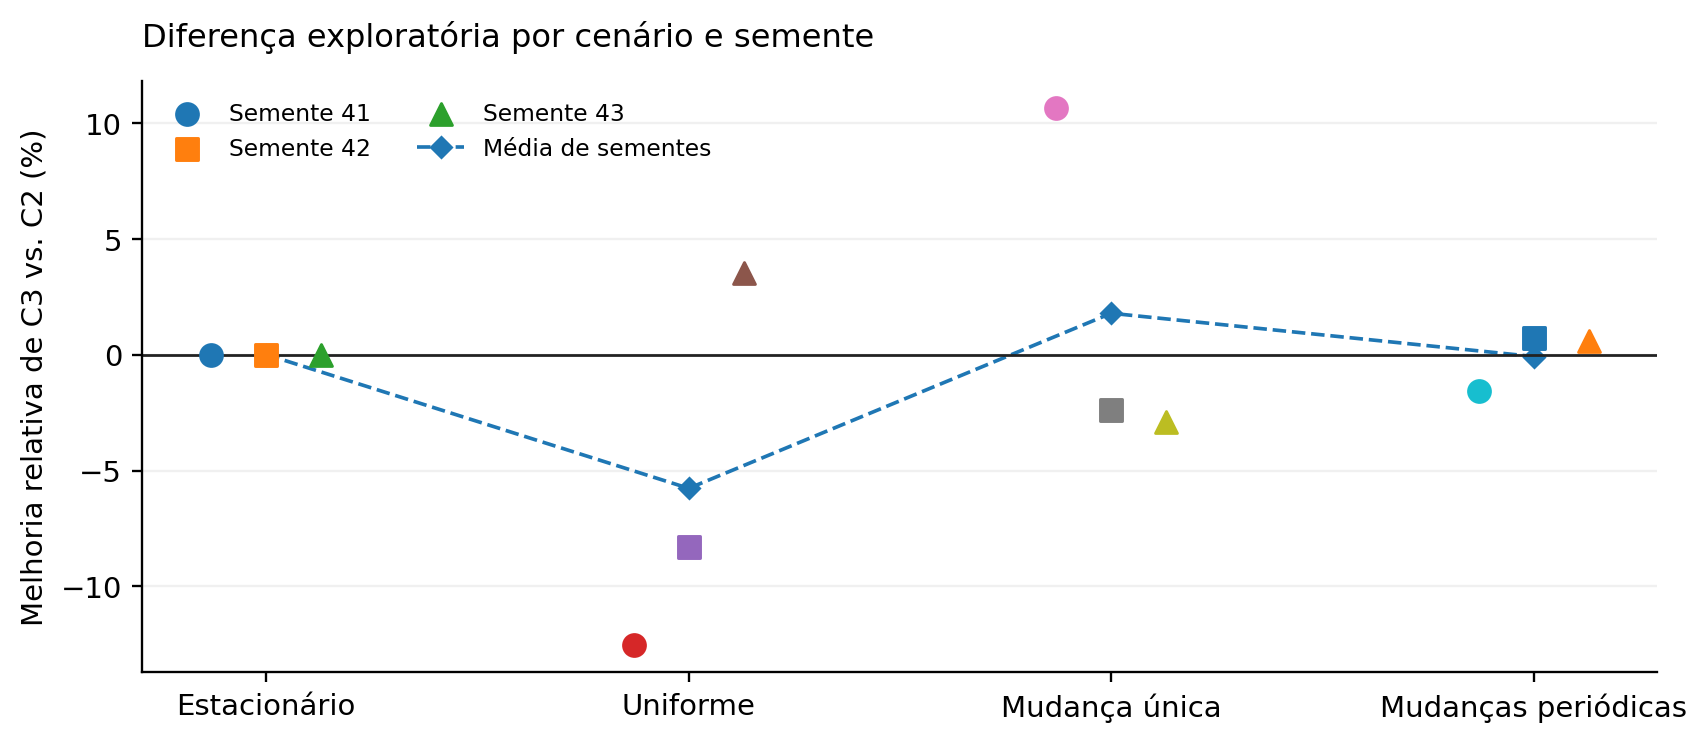 Diferença exploratória por cenário e semente
Melhoria relativa de C3 vs. C2 (%)
Semente 41
Semente 42
Semente 43
Média de sementes
10
5
0
−5
−10
Estacionário
Uniforme
Mudança única
Mudanças periódicas